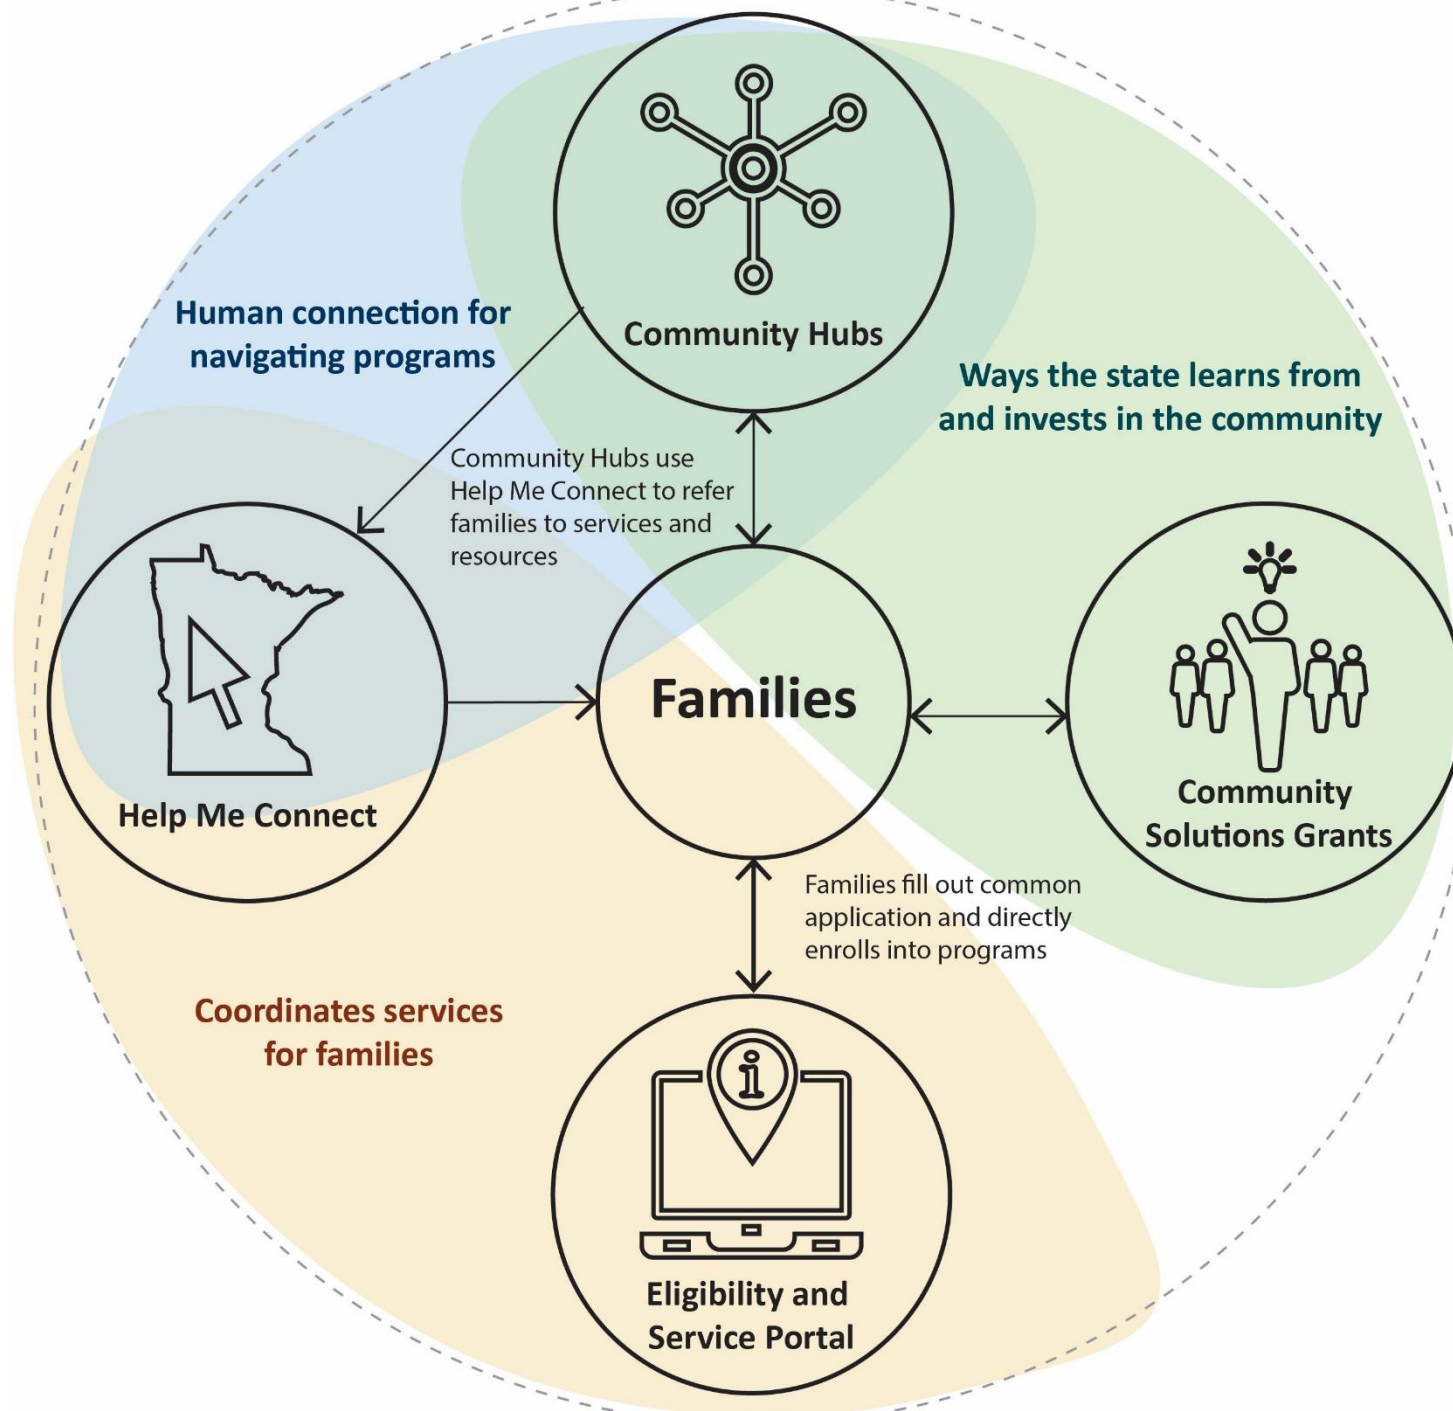 Community Hubs
Human connection for
navigating programs
Ways the state learns from
and invests in the community
Community Hubs use
Help Me Connect to refer
families to services and
resources
Families
Help Me Connect
Community
Solutions Grants
Families fill out common
application and directly
enrolls into programs
Coordinates services
for families
i
Eligibility and
Service Portal